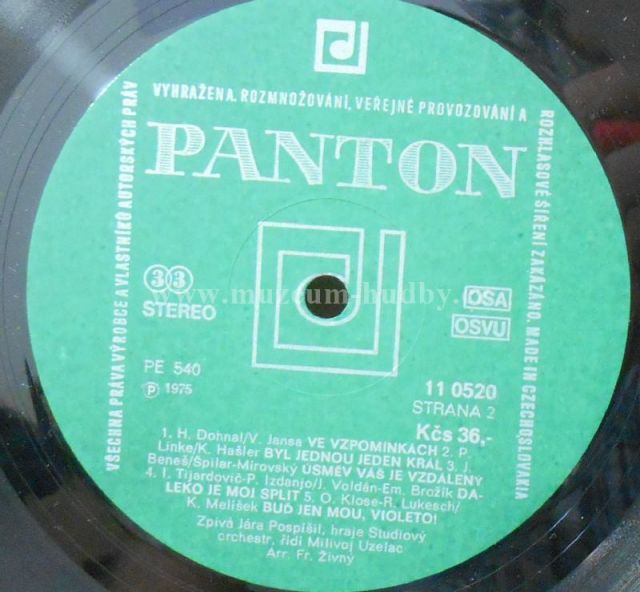 VYHRAŽENA. ROZMNOŽOVÁNÍ, VEŘEJNÉ PROVOZOVÁNÍ A
ROZHLASOVÉ ŠÍŘENÍ ZAKÁZÁNO. MADE IN CZECHOSLOVAKIA
VŠECHNA PRÁVA VÝROBCE A VLASTNÍKŮ AUTORSKÝCH PRÁV
PANTON
33
STEREO
www.muzeum-hudby.
OSA
OSVU
PE 540
℗ 1975
11 0520
STRANA 2
Kčs 36,-
1. H. Dohnal/V. Jansa VE VZPOMÍNKÁCH 2. P.
Linke/K. Hašler BYL JEDNOU JEDEN KRÁL 3. J.
Beneš/Špilar-Mírovský ÚSMĚV VÁŠ JE VZDÁLENÝ
4. I. Tijardovič-P. Izdanjo/J. Voldán-Em. Brožík DA-
LEKO JE MOJ SPLIT 5. O. Klose-R. Lukesch/
K. Melíšek BUĎ JEN MOU, VIOLETO!
Zpívá Jára Pospíšil, hraje Studiový
orchestr, řídí Milivoj Uzelac
Arr. Fr. Živný